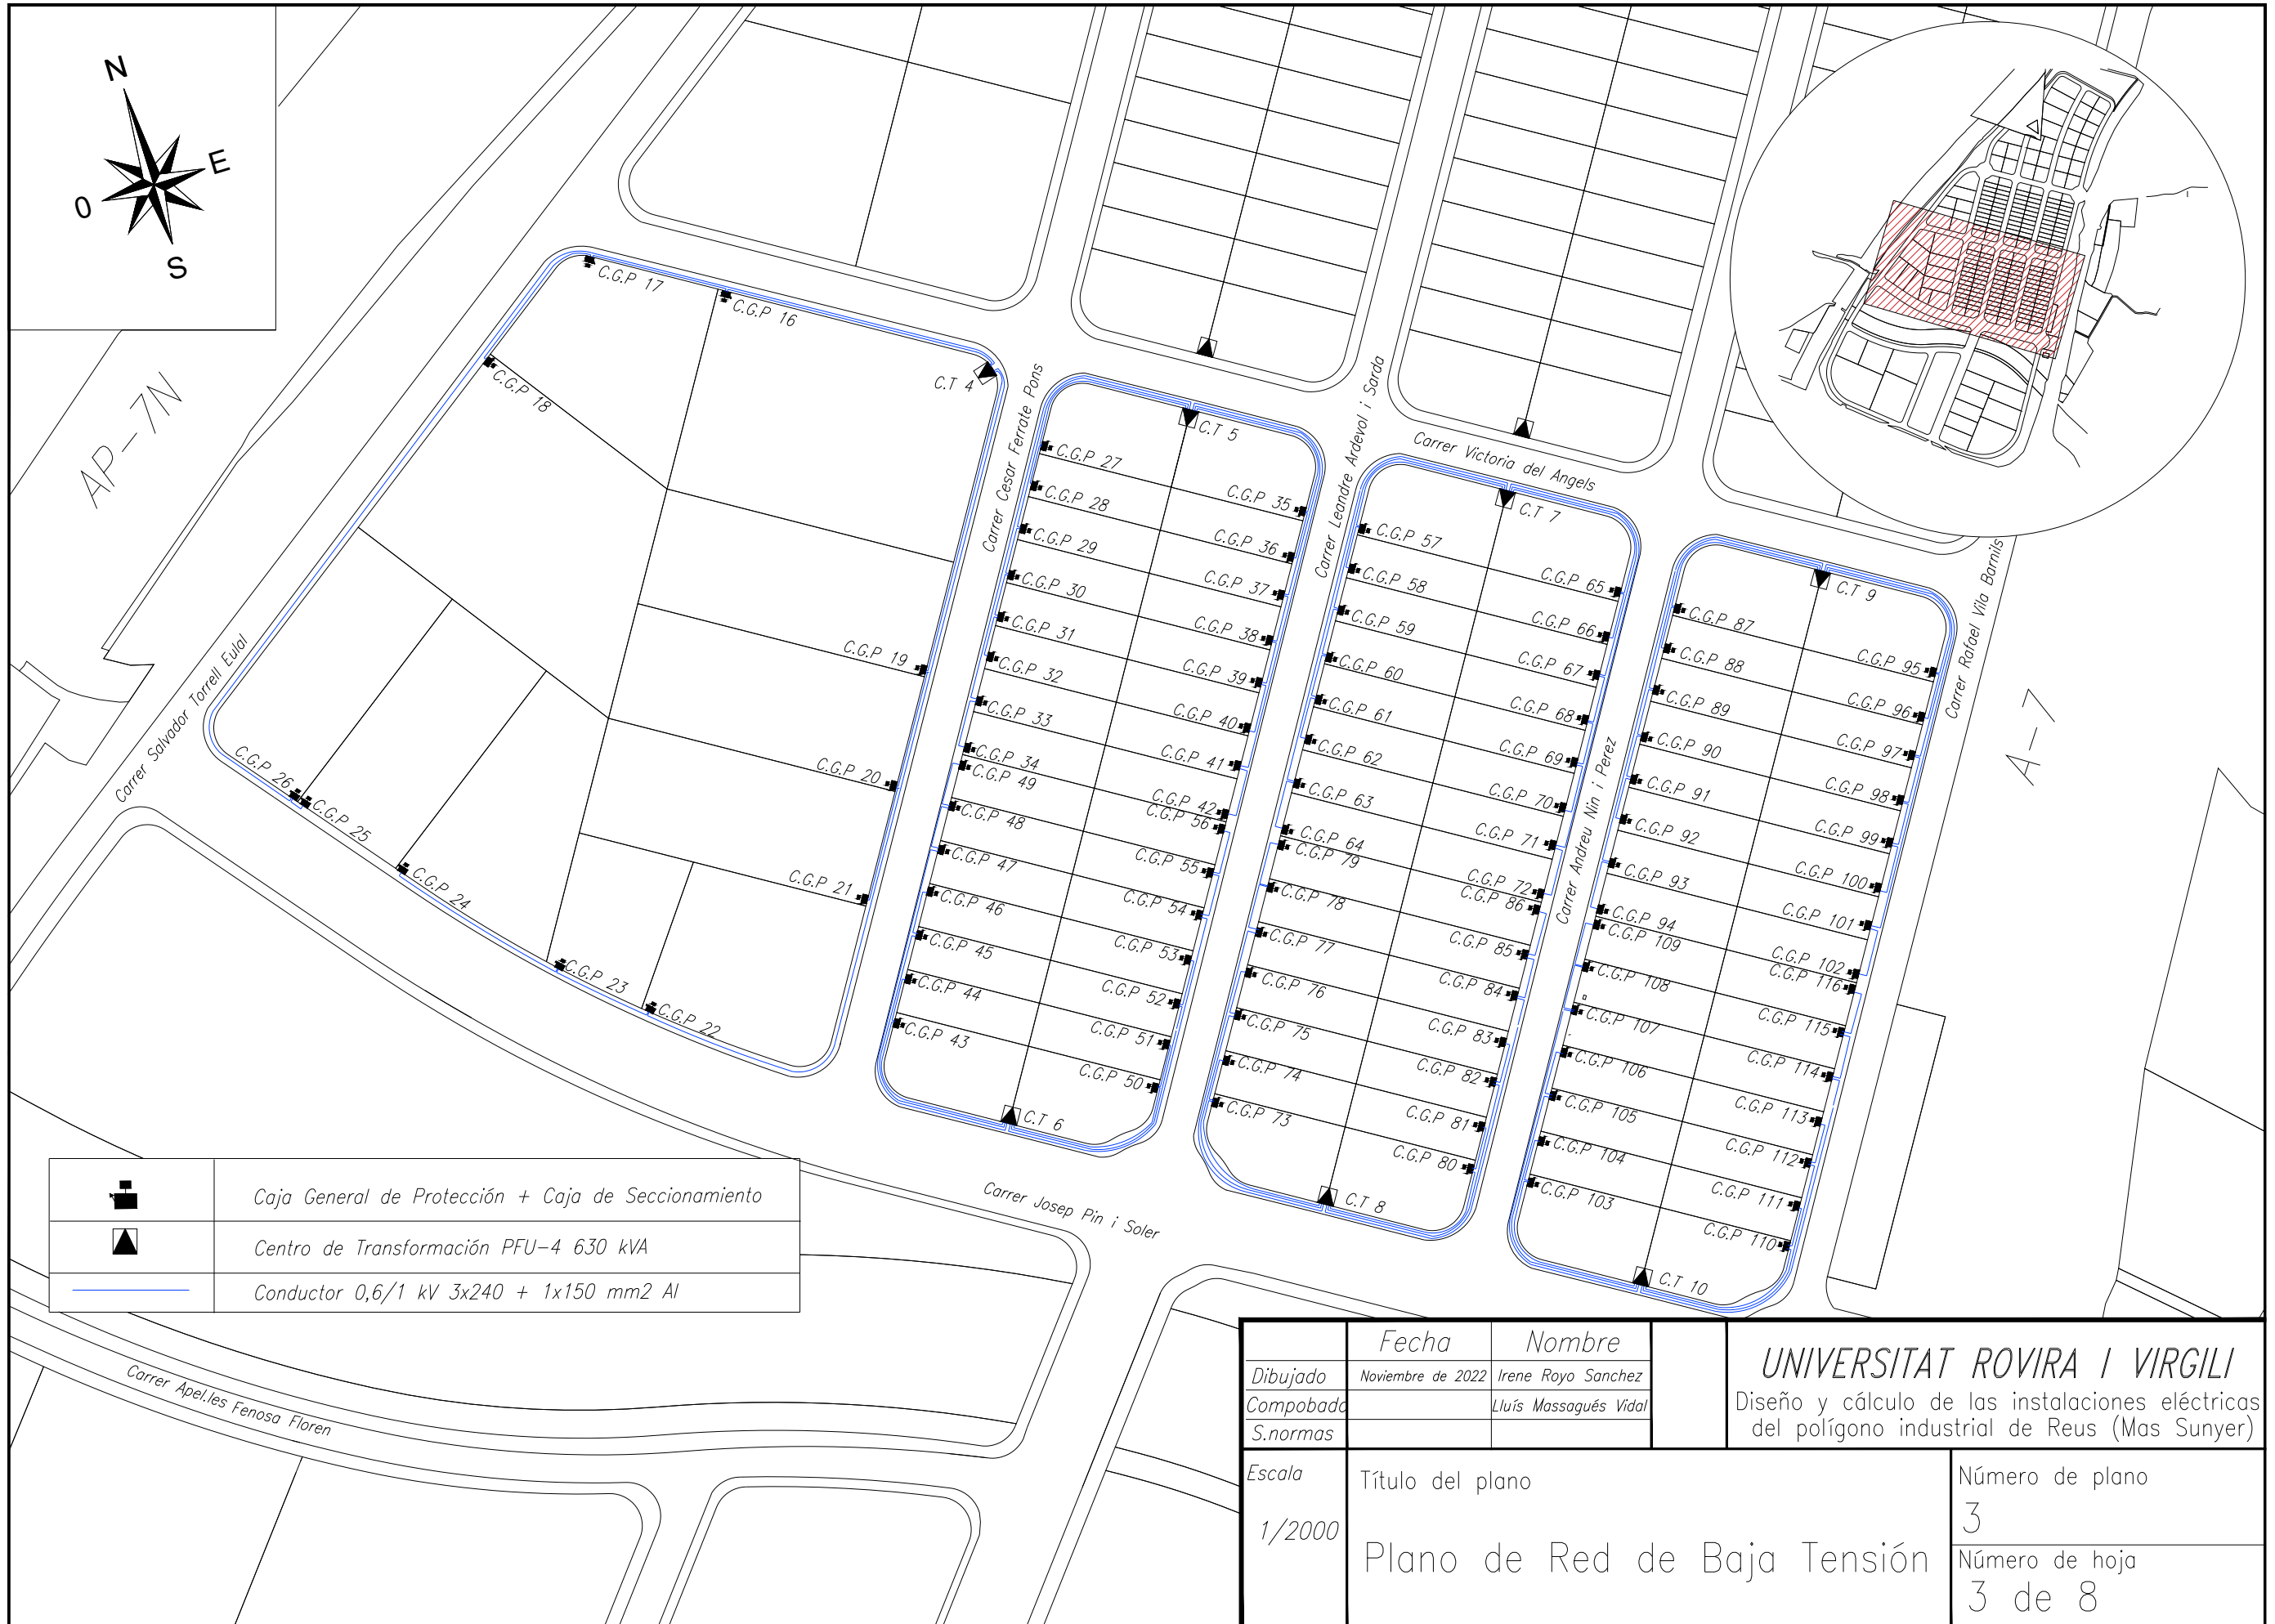 N
E
O
S
AP-7N
C.G.P 17
C.G.P 16
C.G.P 18
C.T 4
Carrer Cesar Ferrate Pons
C.T 5
Carrer Leandre Ardevol i Sarda
Carrer Victoria del Angels
C.T 7
C.T 9
Carrer Rafael Vila Barnils
A-7
Carrer Andreu Nin i Perez
Carrer Salvador Torrell Eulal
C.G.P 19
C.G.P 20
C.G.P 21
C.G.P 22
C.G.P 23
C.G.P 24
C.G.P 25
C.G.P 26
C.G.P 27
C.G.P 28
C.G.P 29
C.G.P 30
C.G.P 31
C.G.P 32
C.G.P 33
C.G.P 34
C.G.P 49
C.G.P 48
C.G.P 47
C.G.P 46
C.G.P 45
C.G.P 44
C.G.P 43
C.G.P 35
C.G.P 36
C.G.P 37
C.G.P 38
C.G.P 39
C.G.P 40
C.G.P 41
C.G.P 42
C.G.P 56
C.G.P 55
C.G.P 54
C.G.P 53
C.G.P 52
C.G.P 51
C.G.P 50
C.T 6
C.G.P 57
C.G.P 58
C.G.P 59
C.G.P 60
C.G.P 61
C.G.P 62
C.G.P 63
C.G.P 64
C.G.P 79
C.G.P 78
C.G.P 77
C.G.P 76
C.G.P 75
C.G.P 74
C.G.P 73
C.G.P 65
C.G.P 66
C.G.P 67
C.G.P 68
C.G.P 69
C.G.P 70
C.G.P 71
C.G.P 72
C.G.P 86
C.G.P 85
C.G.P 84
C.G.P 83
C.G.P 82
C.G.P 81
C.G.P 80
C.T 8
C.G.P 87
C.G.P 88
C.G.P 89
C.G.P 90
C.G.P 91
C.G.P 92
C.G.P 93
C.G.P 94
C.G.P 109
C.G.P 108
C.G.P 107
C.G.P 106
C.G.P 105
C.G.P 104
C.G.P 103
C.G.P 95
C.G.P 96
C.G.P 97
C.G.P 98
C.G.P 99
C.G.P 100
C.G.P 101
C.G.P 102
C.G.P 116
C.G.P 115
C.G.P 114
C.G.P 113
C.G.P 112
C.G.P 111
C.G.P 110
C.T 10
Carrer Josep Pin i Soler
Carrer Apel.les Fenosa Floren
Caja General de Protección + Caja de Seccionamiento
Centro de Transformación PFU-4 630 kVA
Conductor 0,6/1 kV 3x240 + 1x150 mm2 Al
Fecha Nombre
Dibujado Noviembre de 2022 Irene Royo Sanchez
Compobado Lluís Massagués Vidal
S.normas
UNIVERSITAT ROVIRA I VIRGILI
Diseño y cálculo de las instalaciones eléctricas
del polígono industrial de Reus (Mas Sunyer)
Escala
1/2000
Título del plano
Plano de Red de Baja Tensión
Número de plano
3
Número de hoja
3 de 8